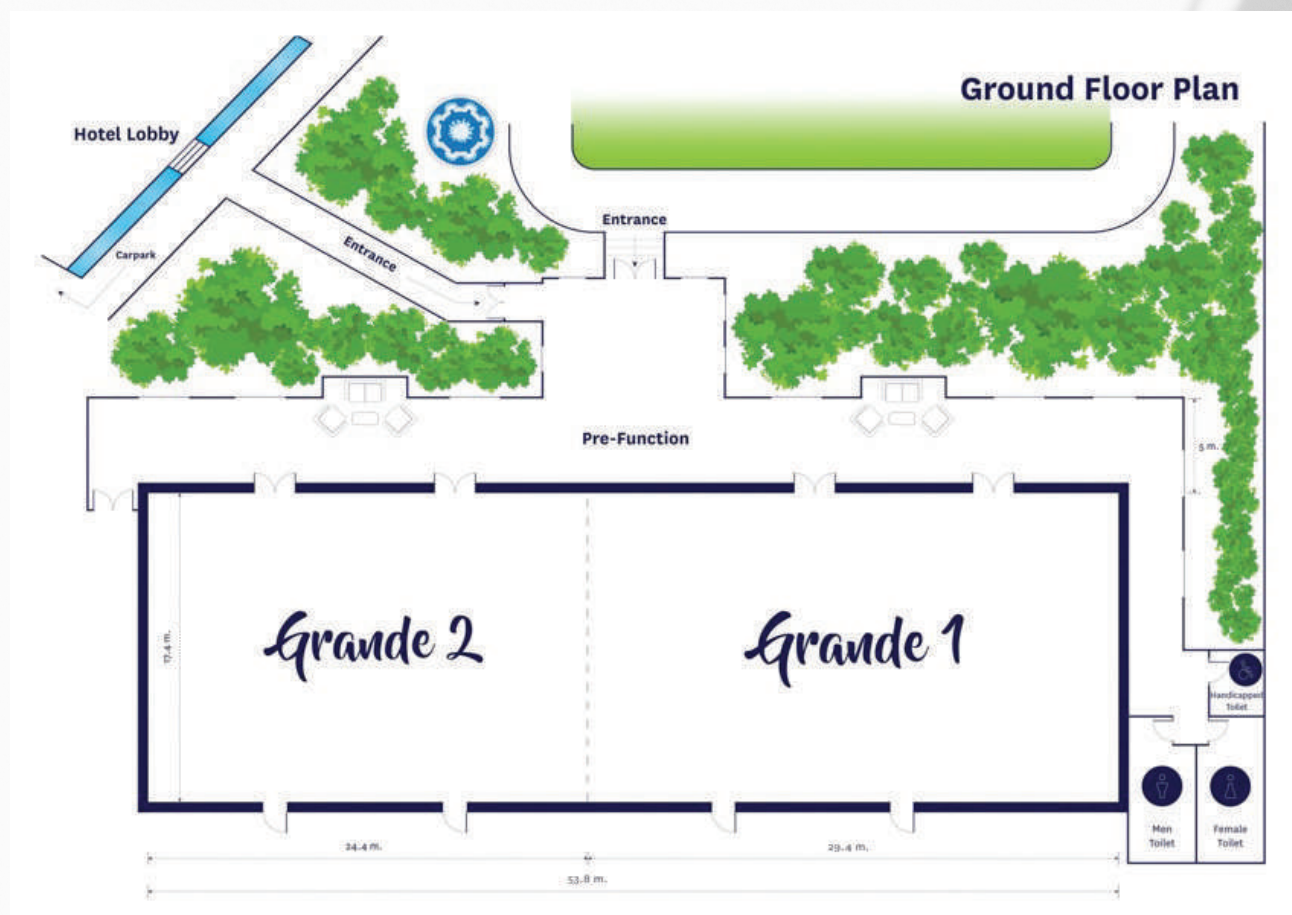 Ground Floor Plan
Hotel Lobby
Entrance
Carpark
Entrance
Pre-Function
5 m.
17.4 m.
Grande 2
Grande 1
Handicapped
Toilet
Men
Toilet
Female
Toilet
24.4 m.
29.4 m.
53.8 m.